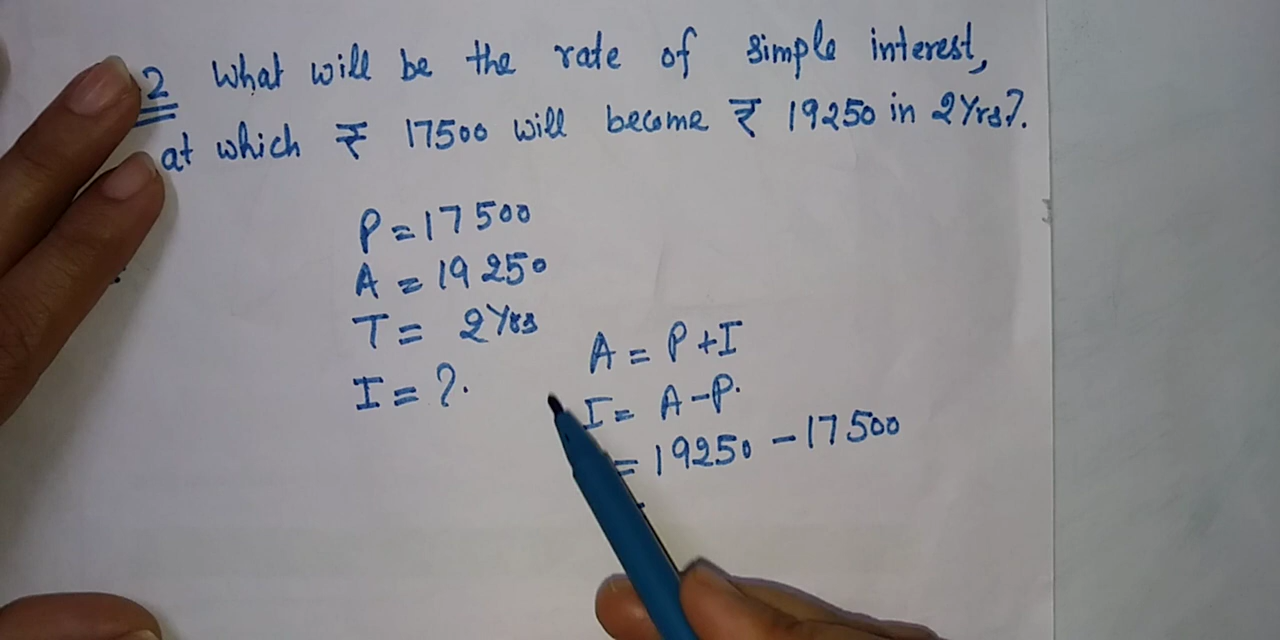 2 What will be the rate of simple interest,
at which ₹ 17500 will become ₹ 19250 in 2Yrs?.
P = 17500
A = 19250
T = 2Yrs
I = ?.
A = P + I
I = A - P.
= 19250 - 17500